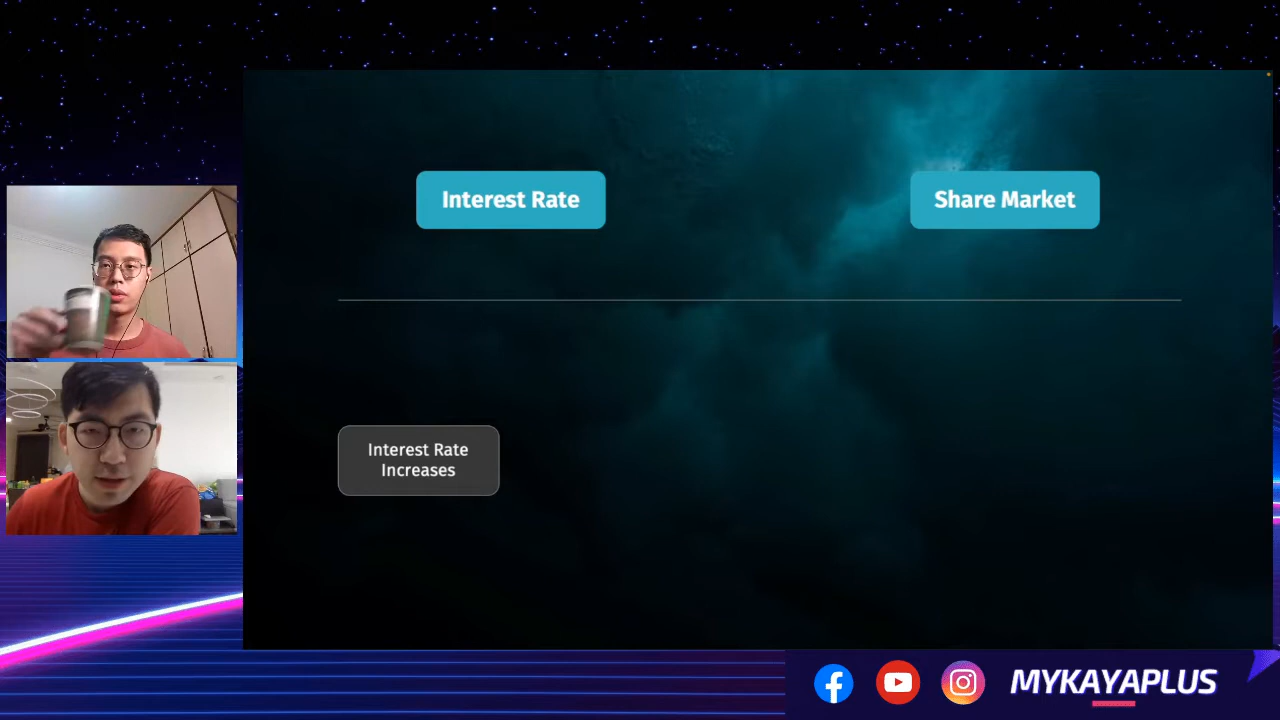 Interest Rate
Share Market
Interest Rate
Increases
MYKAYAPLUS